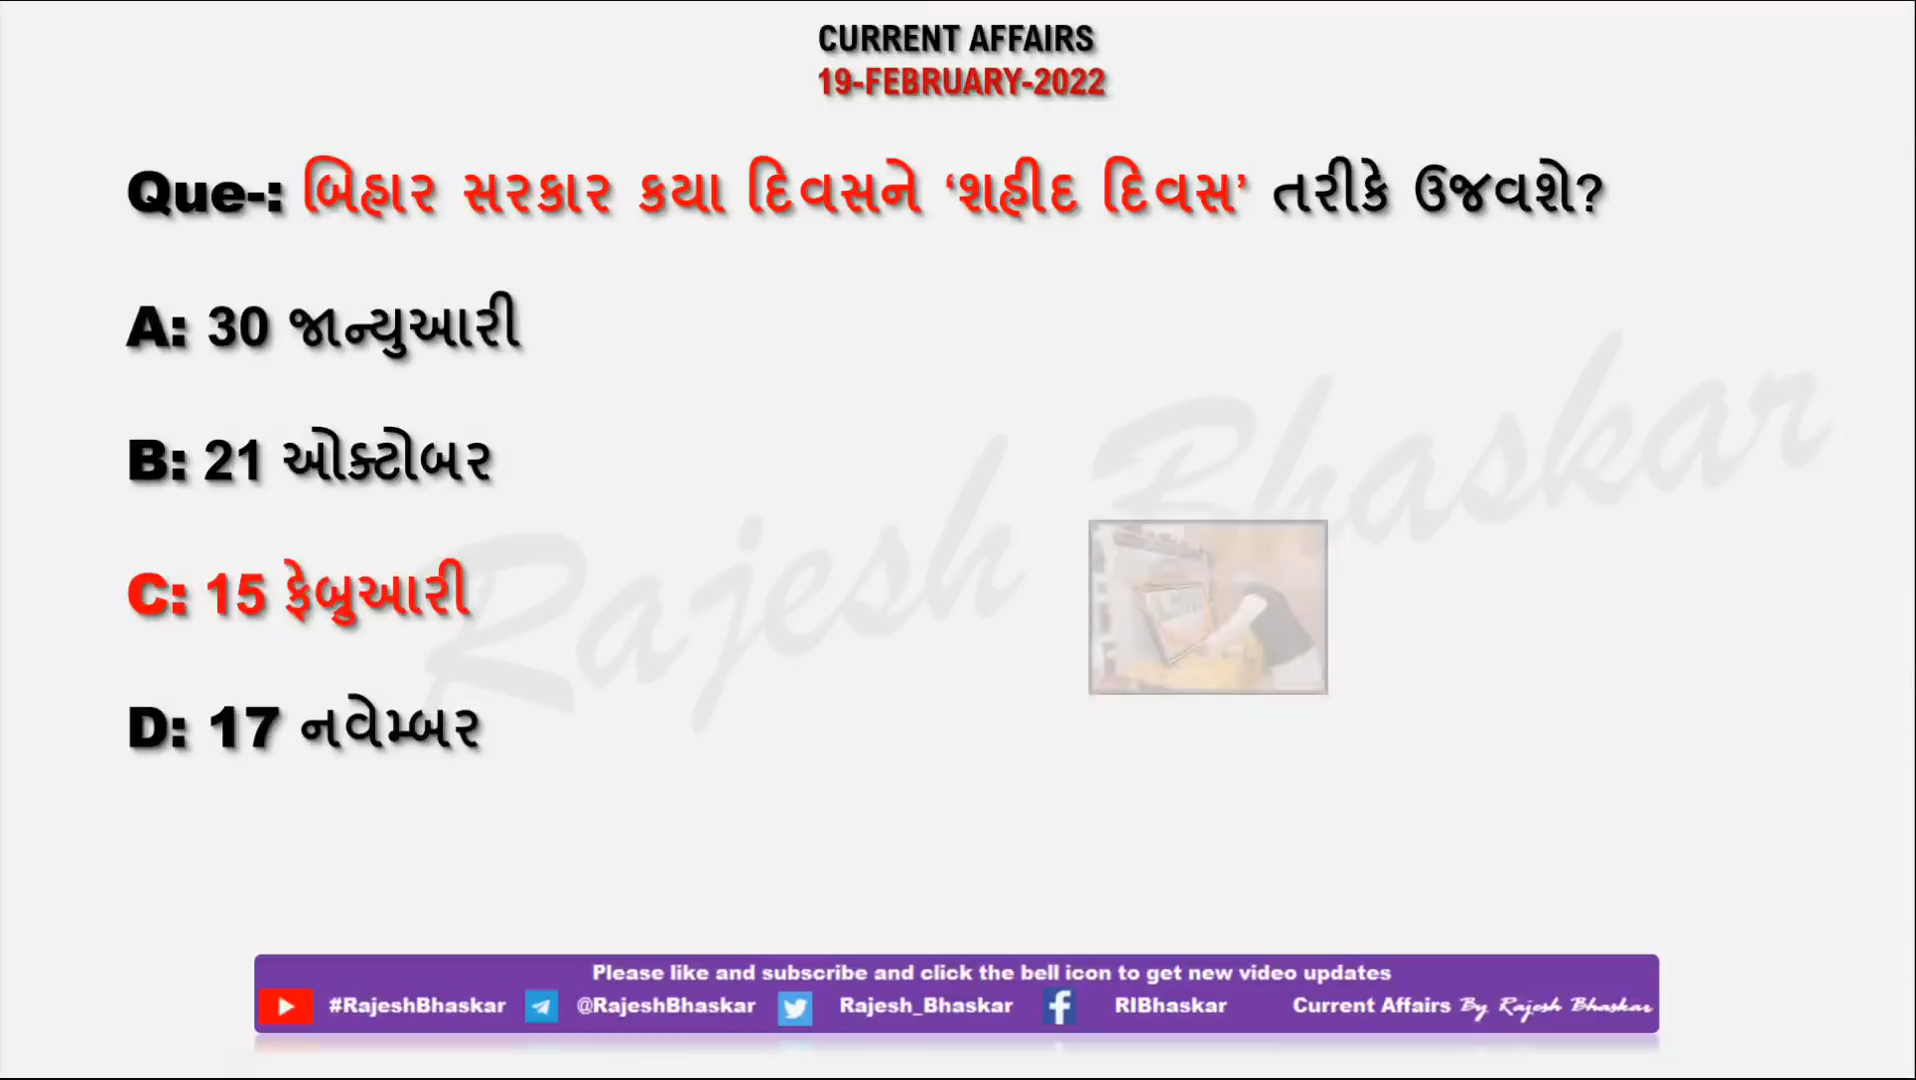 CURRENT AFFAIRS
19-FEBRUARY-2022
Que-: બિહાર સરકાર કયા દિવસને ‘શહીદ દિવસ’ તરીકે ઉજવશે?
A: 30 જાન્યુઆરી
B: 21 ઓક્ટોબર
C: 15 ફેબ્રુઆરી
D: 17 નવેમ્બર
Rajesh Bhaskar
Please like and subscribe and click the bell icon to get new video updates
#RajeshBhaskar @RajeshBhaskar Rajesh_Bhaskar RIBhaskar Current Affairs By Rajesh Bhaskar